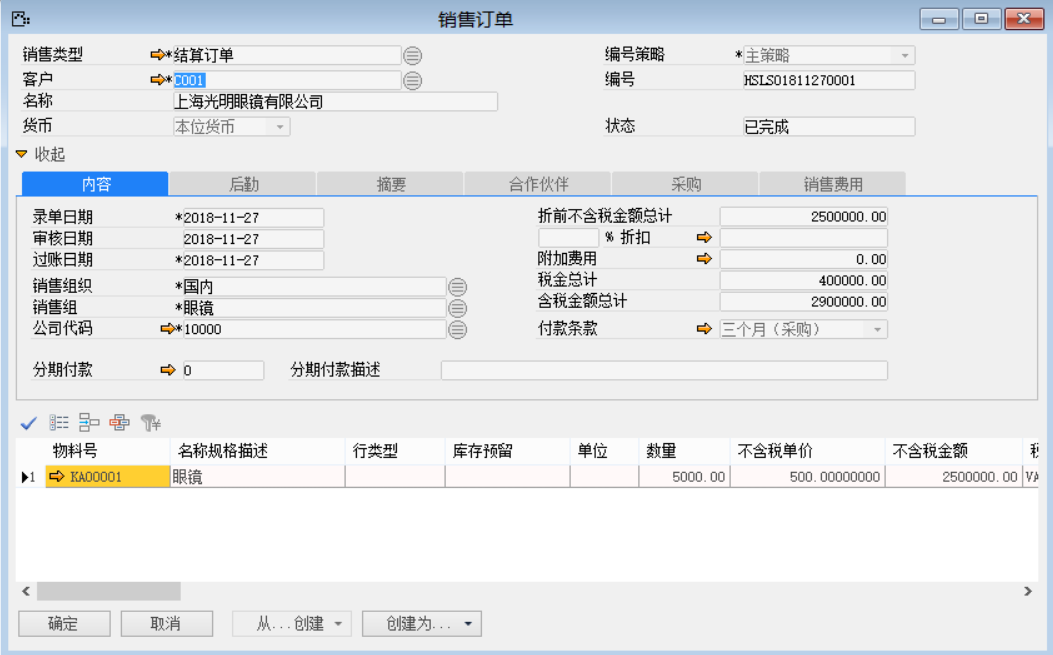 销售订单
销售类型 *结算订单 编号策略 *主策略
客户 *C001 编号 HSLS01811270001
名称 上海光明眼镜有限公司
货币 本位货币 状态 已完成
收起
内容 后勤 摘要 合作伙伴 采购 销售费用
录单日期 *2018-11-27 折前不含税金额总计 2500000.00
审核日期 2018-11-27 % 折扣
过账日期 *2018-11-27 附加费用 0.00
销售组织 *国内 税金总计 400000.00
销售组 *眼镜 含税金额总计 2900000.00
公司代码 *10000 付款条款 三个月（采购）
分期付款 0 分期付款描述
物料号 名称规格描述 行类型 库存预留 单位 数量 不含税单价 不含税金额
1 KA00001 眼镜 5000.00 500.00000000 2500000.00 VA
确定 取消 从...创建 创建为...